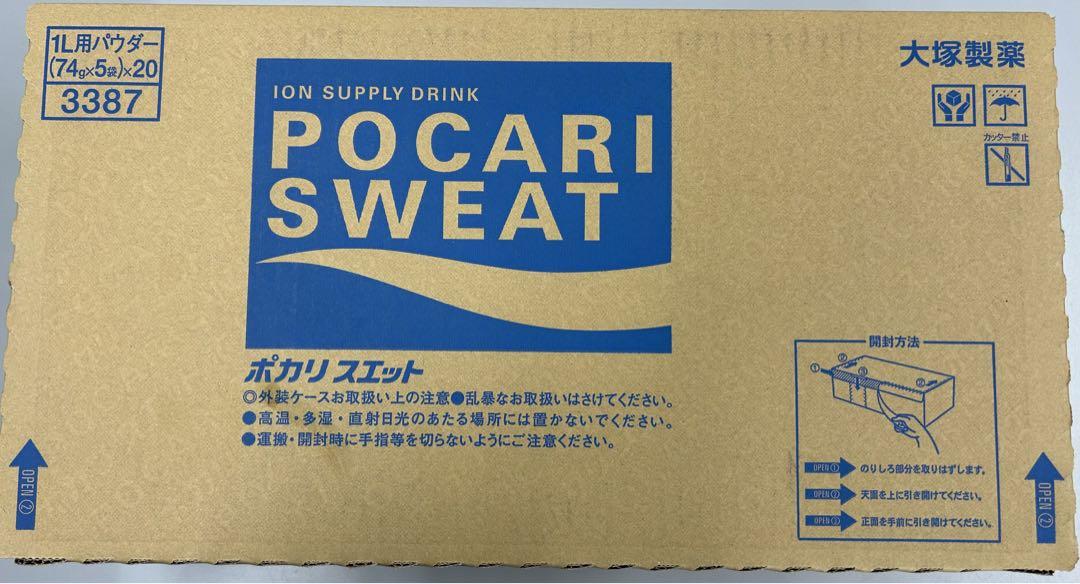 1L用パウダー
(74g×5袋)×20
3387
大塚製薬
カッター禁止
ION SUPPLY DRINK
POCARI
SWEAT
ポカリスエット
◎外装ケースお取扱い上の注意●乱暴なお取扱いはさけてください。
●高温・多湿・直射日光のあたる場所には置かないでください。
●運搬・開封時に手指等を切らないようにご注意ください。
開封方法
① ② ③ ②
OPEN① のりしろ部分を取りはずします。
OPEN② 天面を上に引き開けてください。
OPEN③ 正面を手前に引き開けてください。
OPEN②
OPEN②